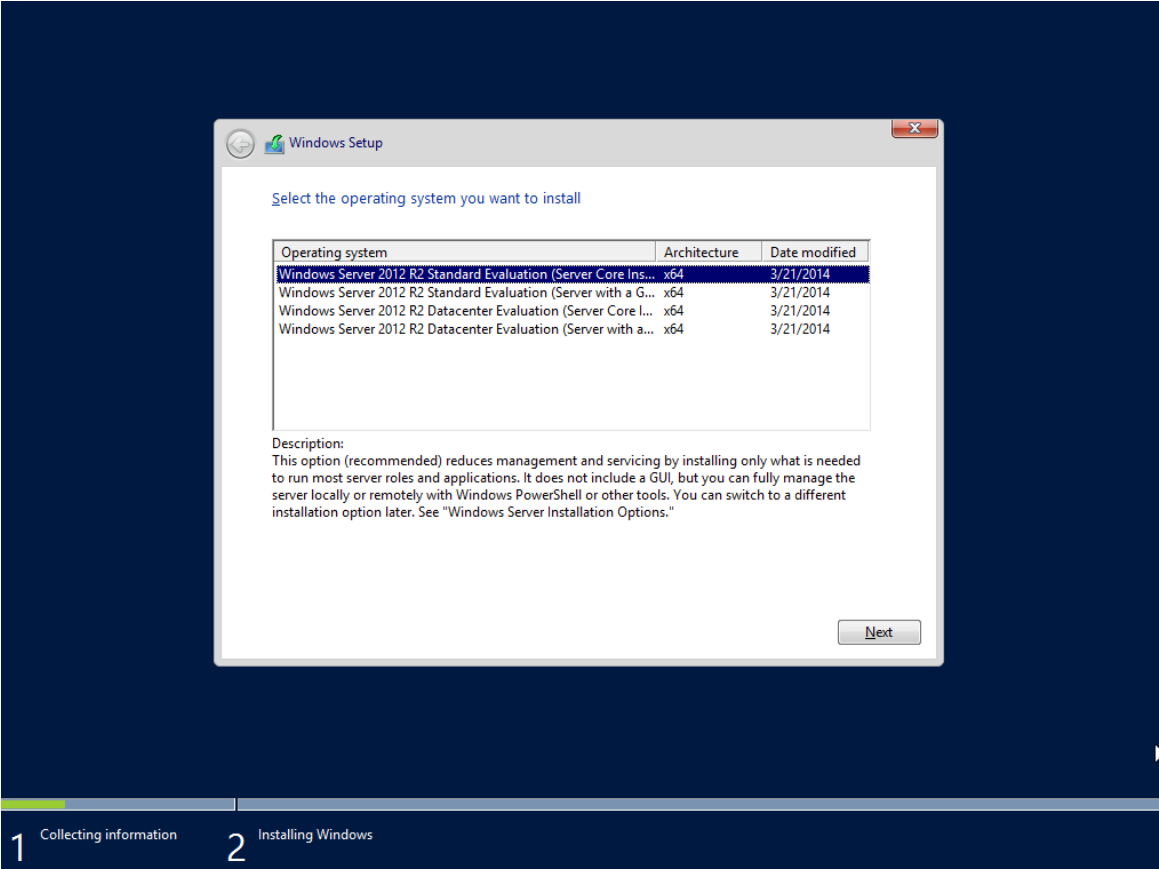 Windows Setup
Select the operating system you want to install
Operating system Architecture Date modified
Windows Server 2012 R2 Standard Evaluation (Server Core Ins... x64 3/21/2014
Windows Server 2012 R2 Standard Evaluation (Server with a G... x64 3/21/2014
Windows Server 2012 R2 Datacenter Evaluation (Server Core I... x64 3/21/2014
Windows Server 2012 R2 Datacenter Evaluation (Server with a... x64 3/21/2014
Description:
This option (recommended) reduces management and servicing by installing only what is needed
to run most server roles and applications. It does not include a GUI, but you can fully manage the
server locally or remotely with Windows PowerShell or other tools. You can switch to a different
installation option later. See "Windows Server Installation Options."
Next
1 Collecting information 2 Installing Windows